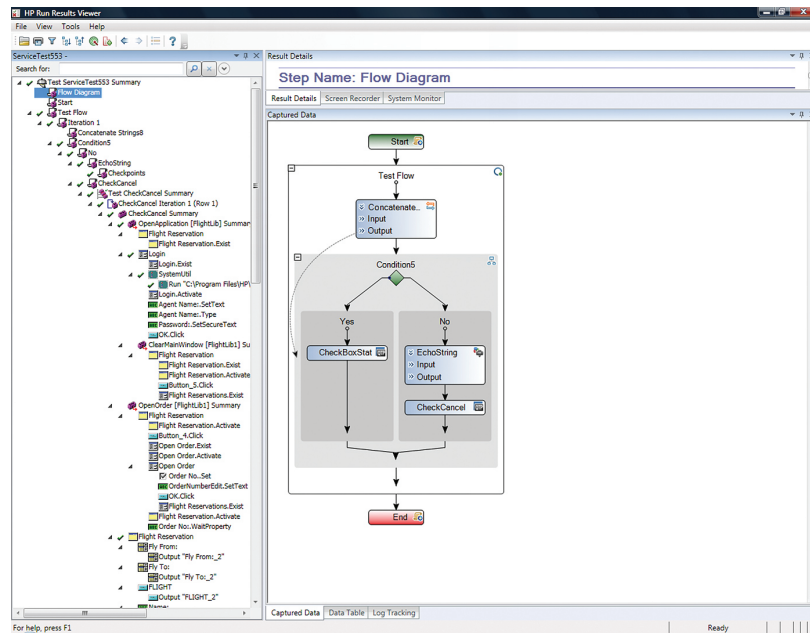 HP Run Results Viewer
File View Tools Help
ServiceTest553 -
Search for:
Test ServiceTest553 Summary
Flow Diagram
Start
Test Flow
Iteration 1
Concatenate Strings8
Condition5
No
EchoString
Checkpoints
CheckCancel
Test CheckCancel Summary
CheckCancel Iteration 1 (Row 1)
CheckCancel Summary
OpenApplication [FlightLib] Summar
Flight Reservation
Flight Reservation.Exist
Login
Login.Exist
SystemUtil
Run "C:\Program Files\HP\
Login.Activate
Agent Name:.SetText
Agent Name:.Type
Password:.SetSecureText
OK.Click
ClearMainWindow [FlightLib1] Su
Flight Reservation
Flight Reservation.Exist
Flight Reservation.Activate
Button_5.Click
Flight Reservations.Exist
OpenOrder [FlightLib1] Summary
Flight Reservation
Flight Reservation.Activate
Button_4.Click
Open Order.Exist
Open Order.Activate
Open Order
Order No..Set
OrderNumberEdit.SetText
OK.Click
Flight Reservations.Exist
Flight Reservation.Activate
Order No:.WaitProperty
Flight Reservation
Fly From:
Output "Fly From:_2"
Fly To:
Output "Fly To:_2"
FLIGHT
Output "FLIGHT_2"
Name:
Result Details
Step Name: Flow Diagram
Result Details Screen Recorder System Monitor
Captured Data
Start
Test Flow
Concatenate...
Input
Output
Condition5
Yes No
CheckBoxStat EchoString
Input
Output
CheckCancel
End
Captured Data Data Table Log Tracking
For help, press F1 Ready